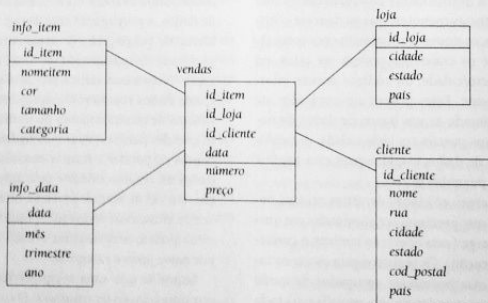 info_item
id_item
nomeitem
cor
tamanho
categoria
vendas
id_item
id_loja
id_cliente
data
número
preço
info_data
data
mês
trimestre
ano
loja
id_loja
cidade
estado
país
cliente
id_cliente
nome
rua
cidade
estado
cod_postal
país